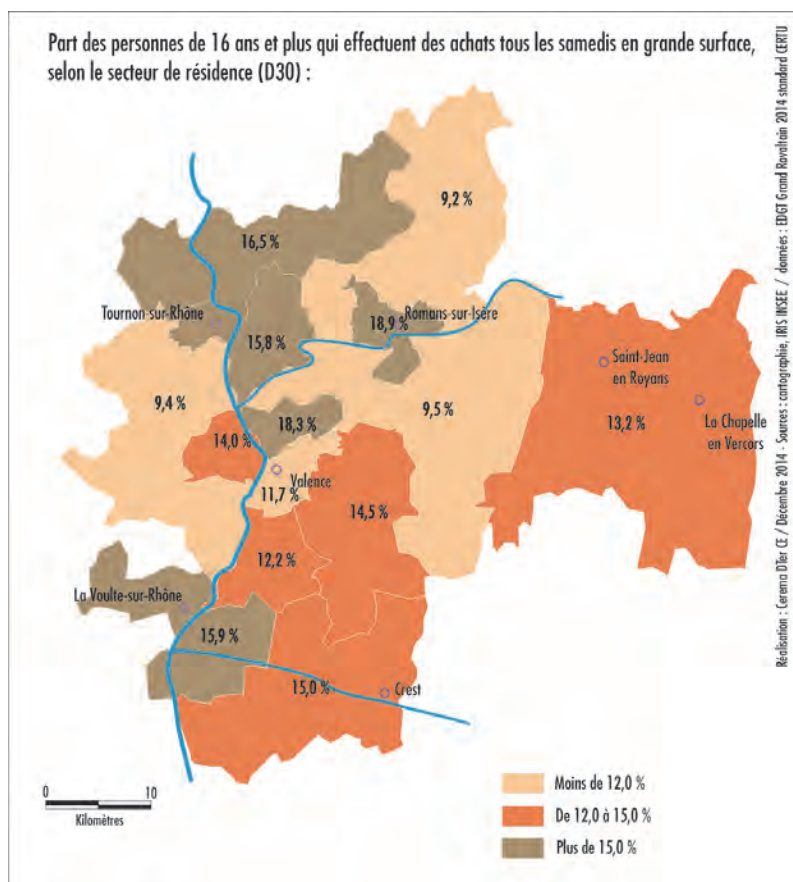 Part des personnes de 16 ans et plus qui effectuent des achats tous les samedis en grande surface,
selon le secteur de résidence (D30) :
9,2 %
16,5 %
Tournon-sur-Rhône
15,8 %
18,9 %
Romans-sur-Isère
Saint-Jean
en Royans
9,4 %
9,5 %
13,2 %
La Chapelle
en Vercors
14,0 %
18,3 %
Valence
11,7 %
14,5 %
12,2 %
La Voulte-sur-Rhône
15,9 %
15,0 %
Crest
0 10
Kilomètres
Moins de 12,0 %
De 12,0 à 15,0 %
Plus de 15,0 %
Réalisation : Cerema DTer CE / Décembre 2014 - Sources : cartographie, IRIS INSEE / données : EDGT Grand Rovaltain 2014 standard CERTU